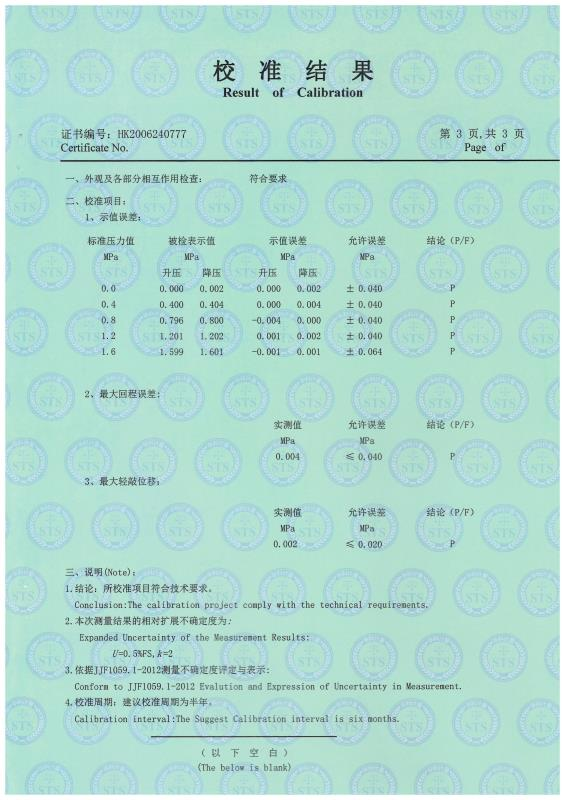 校 准 结 果
Result of Calibration
证书编号: HK2006240777 第 3 页,共 3 页
Certificate No. Page of
一、外观及各部分相互作用检查: 符合要求
二、校准项目:
1、示值误差:
标准压力值 被检表示值 示值误差 允许误差 结论 (P/F)
MPa MPa MPa MPa
升压 降压 升压 降压
0.0 0.000 0.002 0.000 0.002 ± 0.040 P
0.4 0.400 0.404 0.000 0.004 ± 0.040 P
0.8 0.796 0.800 -0.004 0.000 ± 0.040 P
1.2 1.201 1.202 0.001 0.002 ± 0.040 P
1.6 1.599 1.601 -0.001 0.001 ± 0.064 P
2、最大回程误差:
实测值 允许误差 结论 (P/F)
MPa MPa
0.004 ≤ 0.040 P
3、最大轻敲位移:
实测值 允许误差 结论 (P/F)
MPa MPa
0.002 ≤ 0.020 P
三、说明(Note):
1.结论: 所校准项目符合技术要求。
Conclusion:The calibration project comply with the technical requirements.
2.本次测量结果的相对扩展不确定度为:
Expanded Uncertainty of the Measurement Results:
U=0.5%FS,k=2
3.依据JJF1059.1-2012测量不确定度评定与表示:
Conform to JJF1059.1-2012 Evalution and Expression of Uncertainty in Measurement.
4.校准周期: 建议校准周期为半年。
Calibration interval:The Suggest Calibration interval is six months.
( 以 下 空 白 )
(The below is blank)